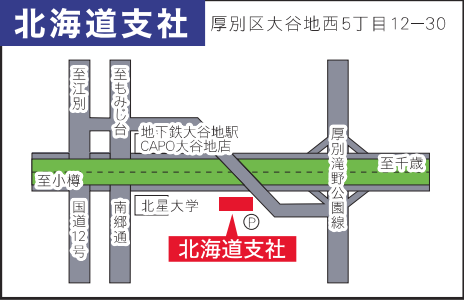 北海道支社
厚別区大谷地西5丁目12−30
至江別
至もみじ台
地下鉄大谷地駅
CAPO大谷地店
厚別滝野公園線
至千歳
至小樽
国道12号
南郷通
北星大学
P
北海道支社